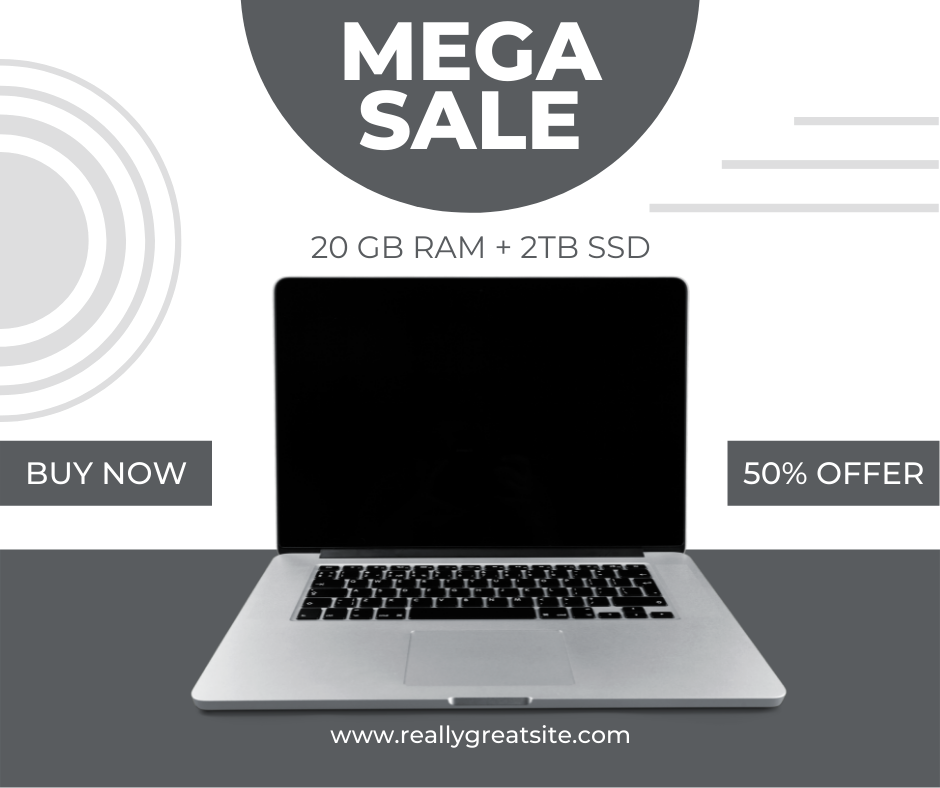 MEGA
SALE
20 GB RAM + 2TB SSD
BUY NOW
50% OFFER
www.reallygreatsite.com